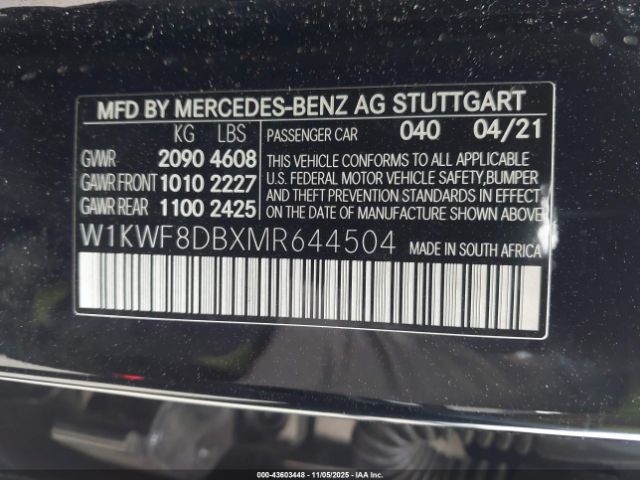 MFD BY MERCEDES-BENZ AG STUTTGART
KG LBS
GVWR 2090 4608
GAWR FRONT 1010 2227
GAWR REAR 1100 2425
PASSENGER CAR 040 04/21
THIS VEHICLE CONFORMS TO ALL APPLICABLE
U.S. FEDERAL MOTOR VEHICLE SAFETY,BUMPER
AND THEFT PREVENTION STANDARDS IN EFFECT
ON THE DATE OF MANUFACTURE SHOWN ABOVE.
W1KWF8DBXMR644504 MADE IN SOUTH AFRICA
000-43603448 - 11/05/2025 - IAA Inc.